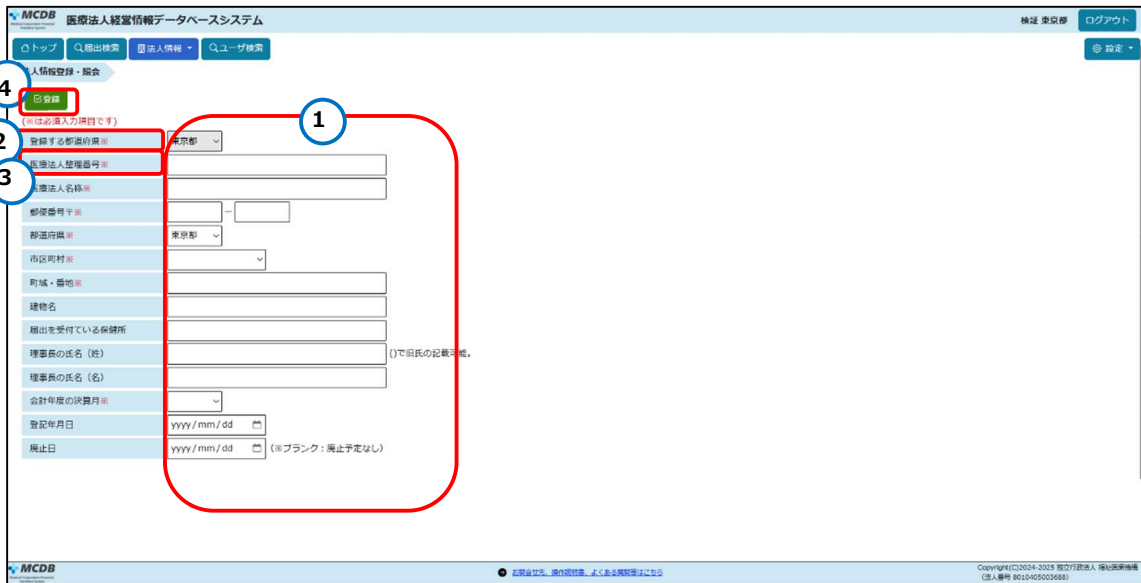 MCDB 医療法人経営情報データベースシステム 検証 東京都 ログアウト
トップ 届出検索 法人情報 ユーザ検索 設定
人情報登録・照会
4
登録
(※は必須入力項目です)
1
2
登録する都道府県※ 東京都
医療法人整理番号※
3
医療法人名称※
郵便番号〒※ ー
都道府県※ 東京都
市区町村※
町域・番地※
建物名
届出を受付ている保健所
理事長の氏名（姓） ()で旧氏の記載可能。
理事長の氏名（名）
会計年度の決算月※
登記年月日 yyyy/mm/dd
廃止日 yyyy/mm/dd (※ブランク：廃止予定なし)
MCDB
お問合せ先、操作説明書、よくある質問等はこちら
Copyright(C)2024-2025 独立行政法人 福祉医療機構
(法人番号 8010405003688)